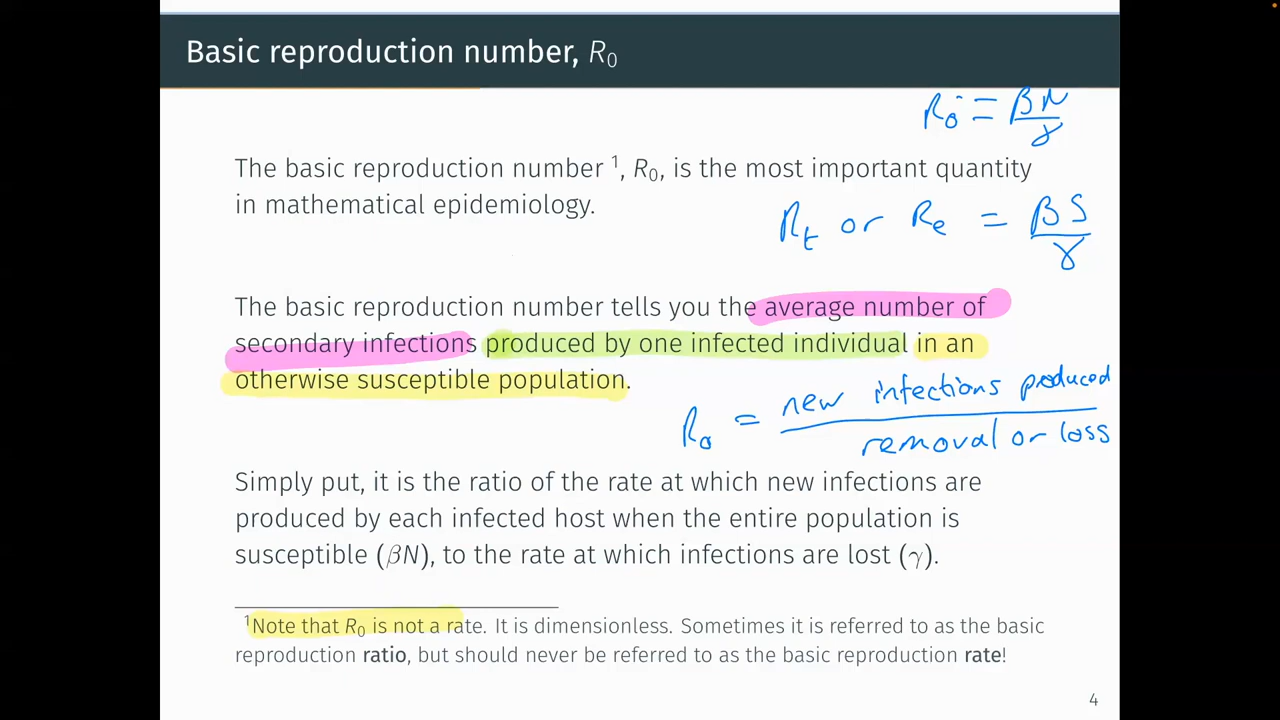 Basic reproduction number, R₀
R₀ = βN/γ
The basic reproduction number ¹, R₀, is the most important quantity
in mathematical epidemiology.
Rₜ or Rₑ = βS/γ
The basic reproduction number tells you the average number of
secondary infections produced by one infected individual in an
otherwise susceptible population.
R₀ = new infections produced
removal or loss
Simply put, it is the ratio of the rate at which new infections are
produced by each infected host when the entire population is
susceptible (βN), to the rate at which infections are lost (γ).
¹Note that R₀ is not a rate. It is dimensionless. Sometimes it is referred to as the basic
reproduction ratio, but should never be referred to as the basic reproduction rate!
4